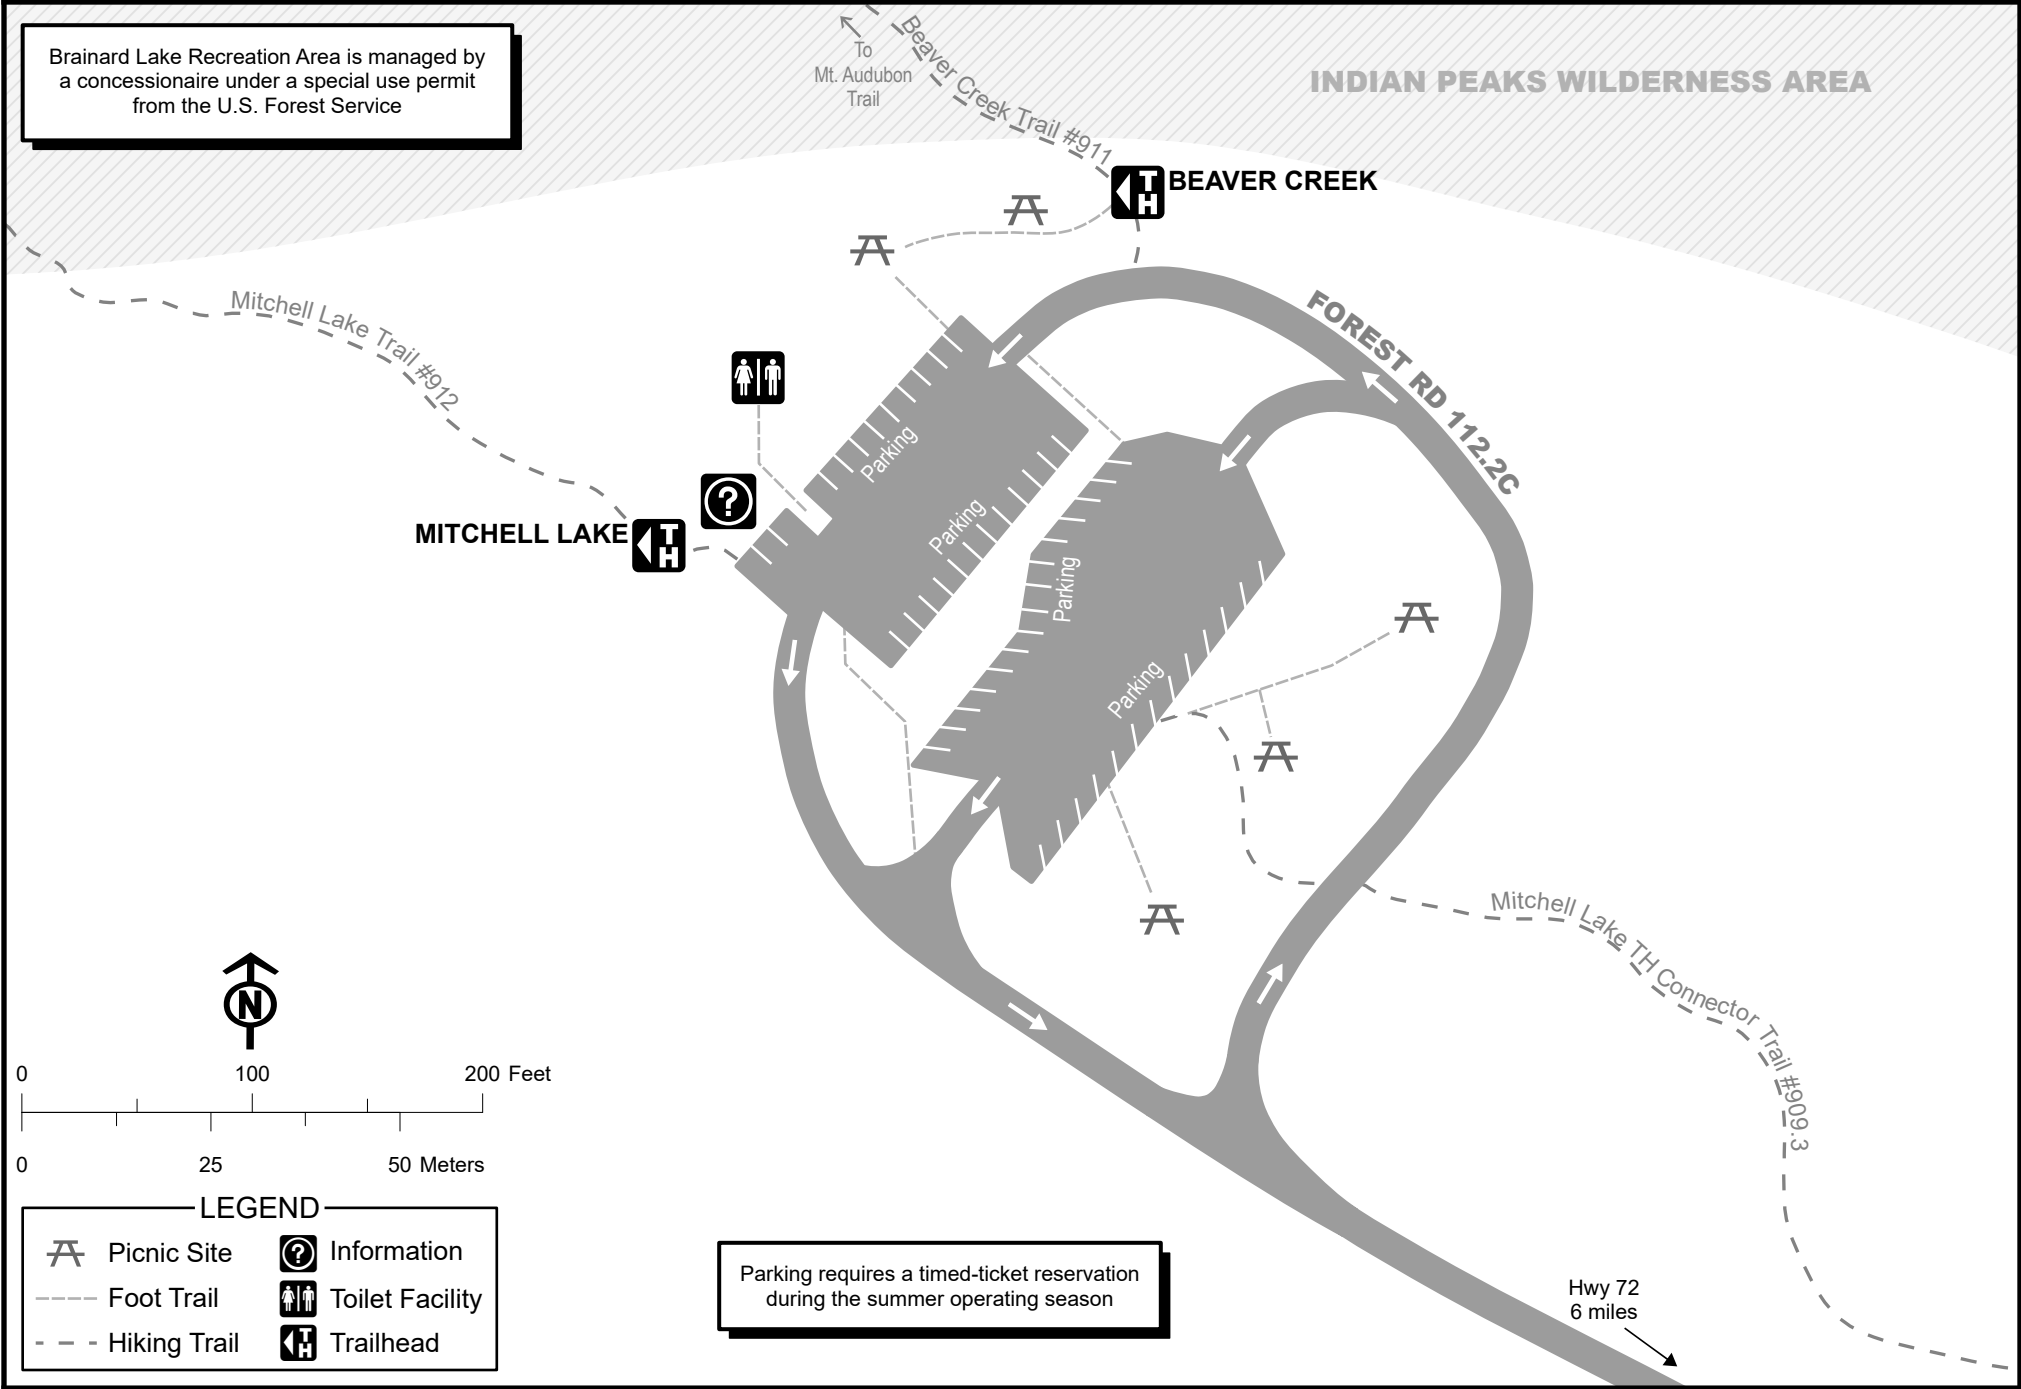 Brainard Lake Recreation Area is managed by
a concessionaire under a special use permit
from the U.S. Forest Service
To
Mt. Audubon
Trail
Beaver Creek Trail #911
INDIAN PEAKS WILDERNESS AREA
TH
BEAVER CREEK
Mitchell Lake Trail #912
FOREST RD 112.2C
Parking
Parking
Parking
Parking
?
MITCHELL LAKE
TH
Mitchell Lake TH Connector Trail #909.3
N
0 100 200 Feet
0 25 50 Meters
LEGEND
Picnic Site
Foot Trail
Hiking Trail
? Information
Toilet Facility
TH Trailhead
Parking requires a timed-ticket reservation
during the summer operating season
Hwy 72
6 miles